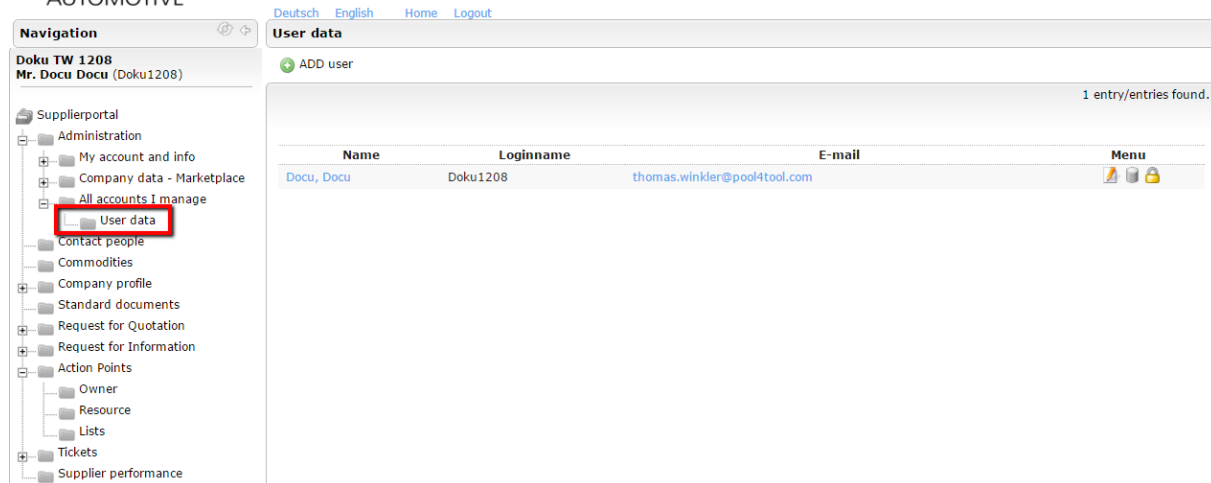 AUTOMOTIVE
Deutsch English Home Logout
Navigation
User data
Doku TW 1208
Mr. Docu Docu (Doku1208)
ADD user
1 entry/entries found.
Supplierportal
Administration
My account and info
Company data - Marketplace
All accounts I manage
User data
Contact people
Commodities
Company profile
Standard documents
Request for Quotation
Request for Information
Action Points
Owner
Resource
Lists
Tickets
Supplier performance
Name Loginname E-mail Menu
Docu, Docu Doku1208 thomas.winkler@pool4tool.com